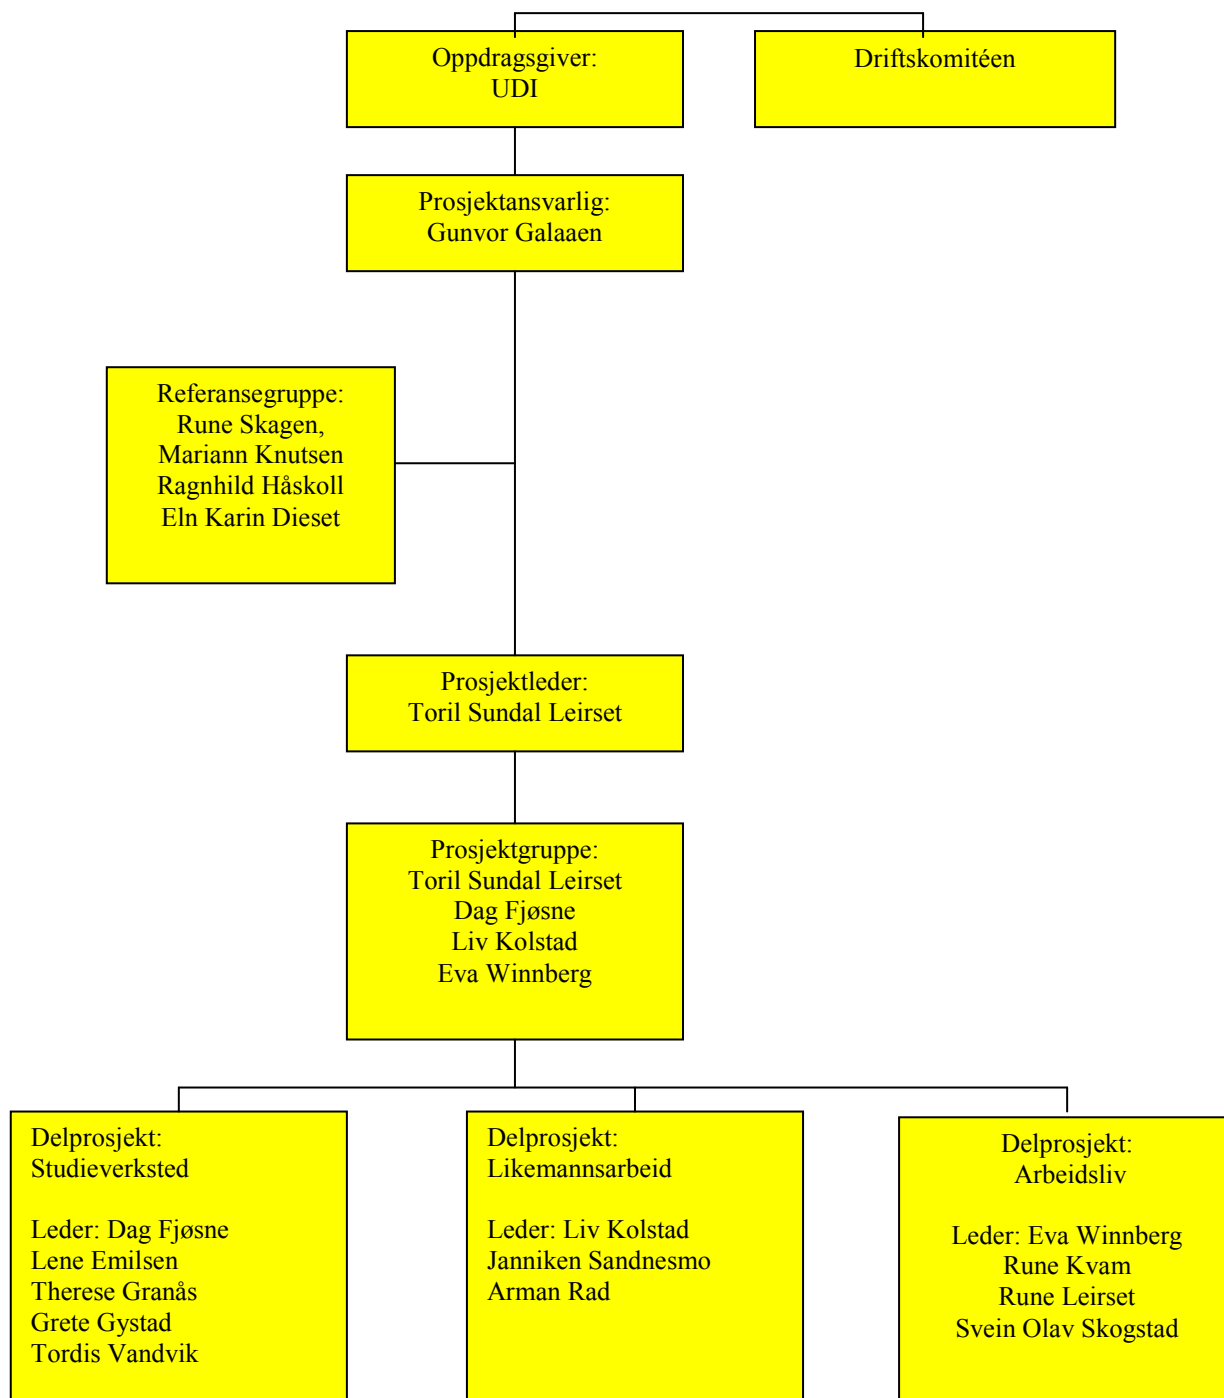 Oppdragsgiver:
UDI
Driftskomitéen
Prosjektansvarlig:
Gunvor Galaaen
Referansegruppe:
Rune Skagen,
Mariann Knutsen
Ragnhild Håskoll
Eln Karin Dieset
Prosjektleder:
Toril Sundal Leirset
Prosjektgruppe:
Toril Sundal Leirset
Dag Fjøsne
Liv Kolstad
Eva Winnberg
Delprosjekt:
Studieverksted
Leder: Dag Fjøsne
Lene Emilsen
Therese Granås
Grete Gystad
Tordis Vandvik
Delprosjekt:
Likemannsarbeid
Leder: Liv Kolstad
Janniken Sandnesmo
Arman Rad
Delprosjekt:
Arbeidsliv
Leder: Eva Winnberg
Rune Kvam
Rune Leirset
Svein Olav Skogstad